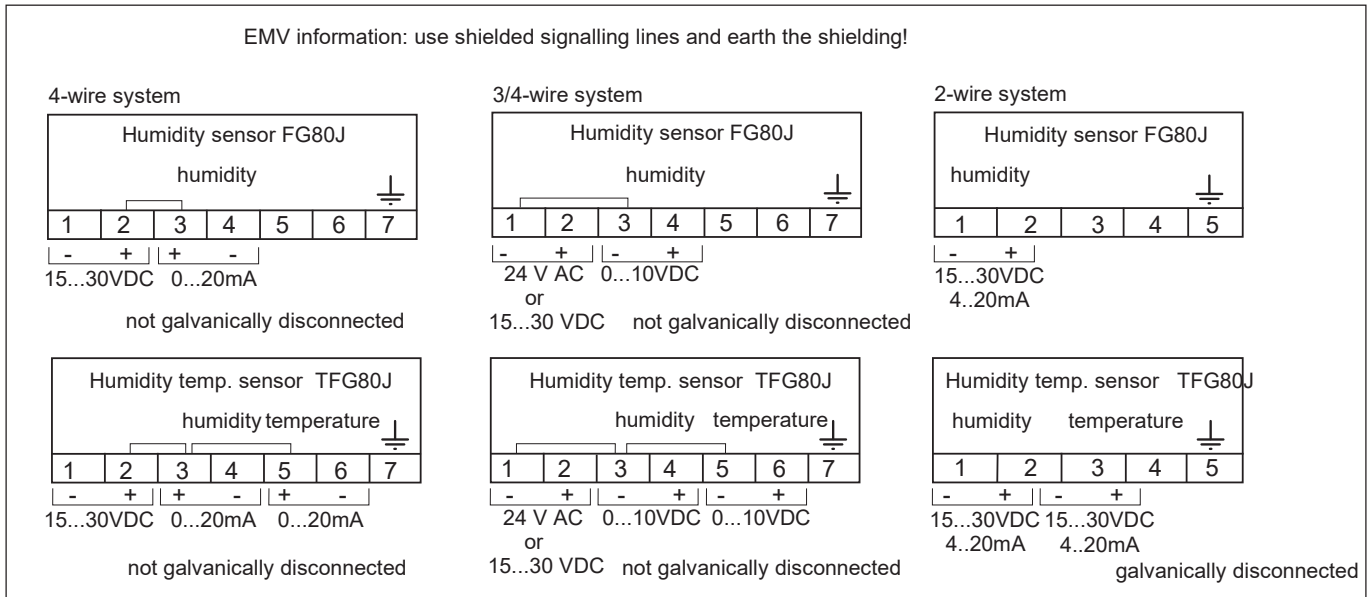 EMV information: use shielded signalling lines and earth the shielding!
4-wire system
Humidity sensor FG80J
humidity
1 2 3 4 5 6 7
- + + -
15...30VDC 0...20mA
not galvanically disconnected
3/4-wire system
Humidity sensor FG80J
humidity
1 2 3 4 5 6 7
- + - +
24 V AC 0...10VDC
or
15...30 VDC not galvanically disconnected
2-wire system
Humidity sensor FG80J
humidity
1 2 3 4 5
- +
15...30VDC
4..20mA
Humidity temp. sensor TFG80J
humidity temperature
1 2 3 4 5 6 7
- + + - + -
15...30VDC 0...20mA 0...20mA
not galvanically disconnected
Humidity temp. sensor TFG80J
humidity temperature
1 2 3 4 5 6 7
- + - + - +
24 V AC 0...10VDC 0...10VDC
or
15...30 VDC not galvanically disconnected
Humidity temp. sensor TFG80J
humidity temperature
1 2 3 4 5
- + - +
15...30VDC 15...30VDC
4..20mA 4..20mA
galvanically disconnected